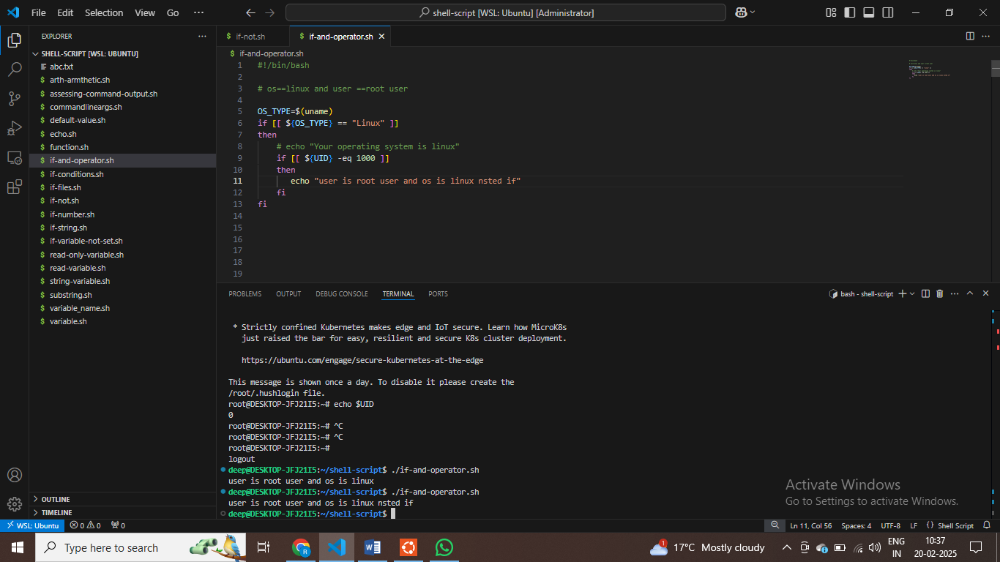 File Edit Selection View Go ···
shell-script [WSL: Ubuntu] [Administrator]
EXPLORER ···
SHELL-SCRIPT [WSL: UBUNTU]
abc.txt
$ arth-armthetic.sh
$ assessing-command-output.sh
$ commandlineargs.sh
$ default-value.sh
$ echo.sh
$ function.sh
$ if-and-operator.sh
$ if-conditions.sh
$ if-files.sh
$ if-not.sh
$ if-number.sh
$ if-string.sh
$ if-variable-not-set.sh
$ read-only-variable.sh
$ read-variable.sh
$ string-variable.sh
$ substring.sh
$ variable_name.sh
$ variable.sh
OUTLINE
TIMELINE
$ if-not.sh $ if-and-operator.sh
$ if-and-operator.sh
1 #!/bin/bash
2
3 # os==linux and user ==root user
4
5 OS_TYPE=$(uname)
6 if [[ ${OS_TYPE} == "Linux" ]]
7 then
8 # echo "Your operating system is linux"
9 if [[ ${UID} -eq 1000 ]]
10 then
11 echo "user is root user and os is linux nsted if"
12 fi
13 fi
14
15
16
17
18
19
PROBLEMS OUTPUT DEBUG CONSOLE TERMINAL PORTS
bash - shell-script
* Strictly confined Kubernetes makes edge and IoT secure. Learn how MicroK8s
just raised the bar for easy, resilient and secure K8s cluster deployment.
https://ubuntu.com/engage/secure-kubernetes-at-the-edge
This message is shown once a day. To disable it please create the
/root/.hushlogin file.
root@DESKTOP-JFJ21I5:~# echo $UID
0
root@DESKTOP-JFJ21I5:~# ^C
root@DESKTOP-JFJ21I5:~# ^C
root@DESKTOP-JFJ21I5:~#
logout
deep@DESKTOP-JFJ21I5:~/shell-script$ ./if-and-operator.sh
user is root user and os is linux
deep@DESKTOP-JFJ21I5:~/shell-script$ ./if-and-operator.sh
user is root user and os is linux nsted if
deep@DESKTOP-JFJ21I5:~/shell-script$
Activate Windows
Go to Settings to activate Windows.
WSL: Ubuntu 0 0 0
Ln 11, Col 56 Spaces: 4 UTF-8 LF Shell Script
Type here to search
17°C Mostly cloudy
ENG
IN
10:37
20-02-2025